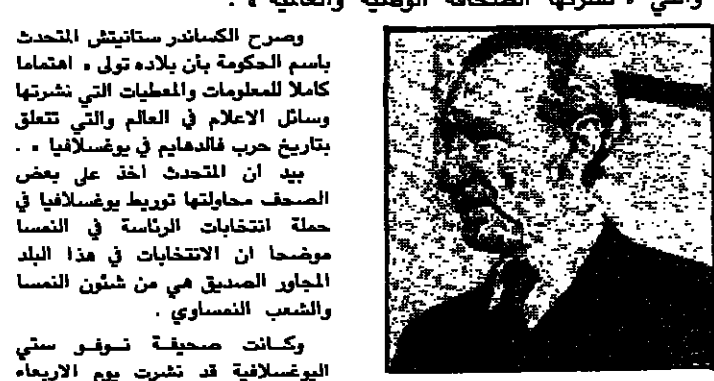 والتي « نشرتها الصحافة الوطنية والعالمية » .
وصرح الكساندر ستانيتش المتحدث
باسم الحكومة بأن بلاده تولى « اهتماما
كاملا للمعلومات والمعطيات التي نشرتها
وسائل الاعلام في العالم والتي تتعلق
بتاريخ حرب فالدهايم في يوغسلافيا » .
بيد أن المتحدث اخذ على بعض
الصحف محاولتها توريط يوغسلافيا في
حملة انتخابات الرئاسة في النمسا
موضحا ان الانتخابات في هذا البلد
المجاور الصديق هي من شئون النمسا
والشعب النمساوي .
وكانت صحيفة نوفو ستي
اليوغسلافية قد نشرت يوم الاربعاء